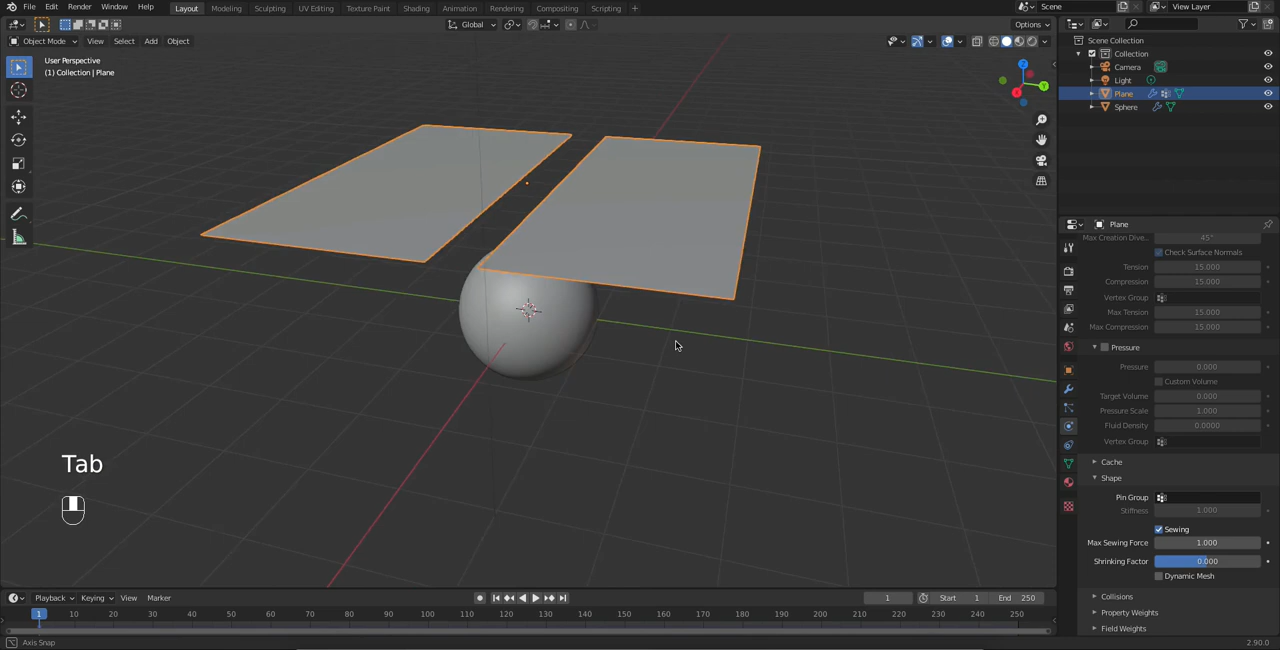 File Edit Render Window Help Layout Modeling Sculpting UV Editing Texture Paint Shading Animation Rendering Compositing Scripting + Scene View Layer
Global Options
Object Mode View Select Add Object
User Perspective
(1) Collection | Plane
Z
Y
X
Scene Collection
Collection
Camera
Light
Plane
Sphere
Plane
Max Creation Dive.. 45°
Check Surface Normals
Tension 15.000
Compression 15.000
Vertex Group
Max Tension 15.000
Max Compression 15.000
Pressure
Pressure 0.000
Custom Volume
Target Volume 0.000
Pressure Scale 1.000
Fluid Density 0.0000
Vertex Group
Cache
Shape
Pin Group
Stiffness 1.000
Sewing
Max Sewing Force 1.000
Shrinking Factor 0.000
Dynamic Mesh
Collisions
Property Weights
Field Weights
Tab
Playback Keying View Marker 1 Start 1 End 250
1 10 20 30 40 50 60 70 80 90 100 110 120 130 140 150 160 170 180 190 200 210 220 230 240 250
Axis Snap 2.90.0